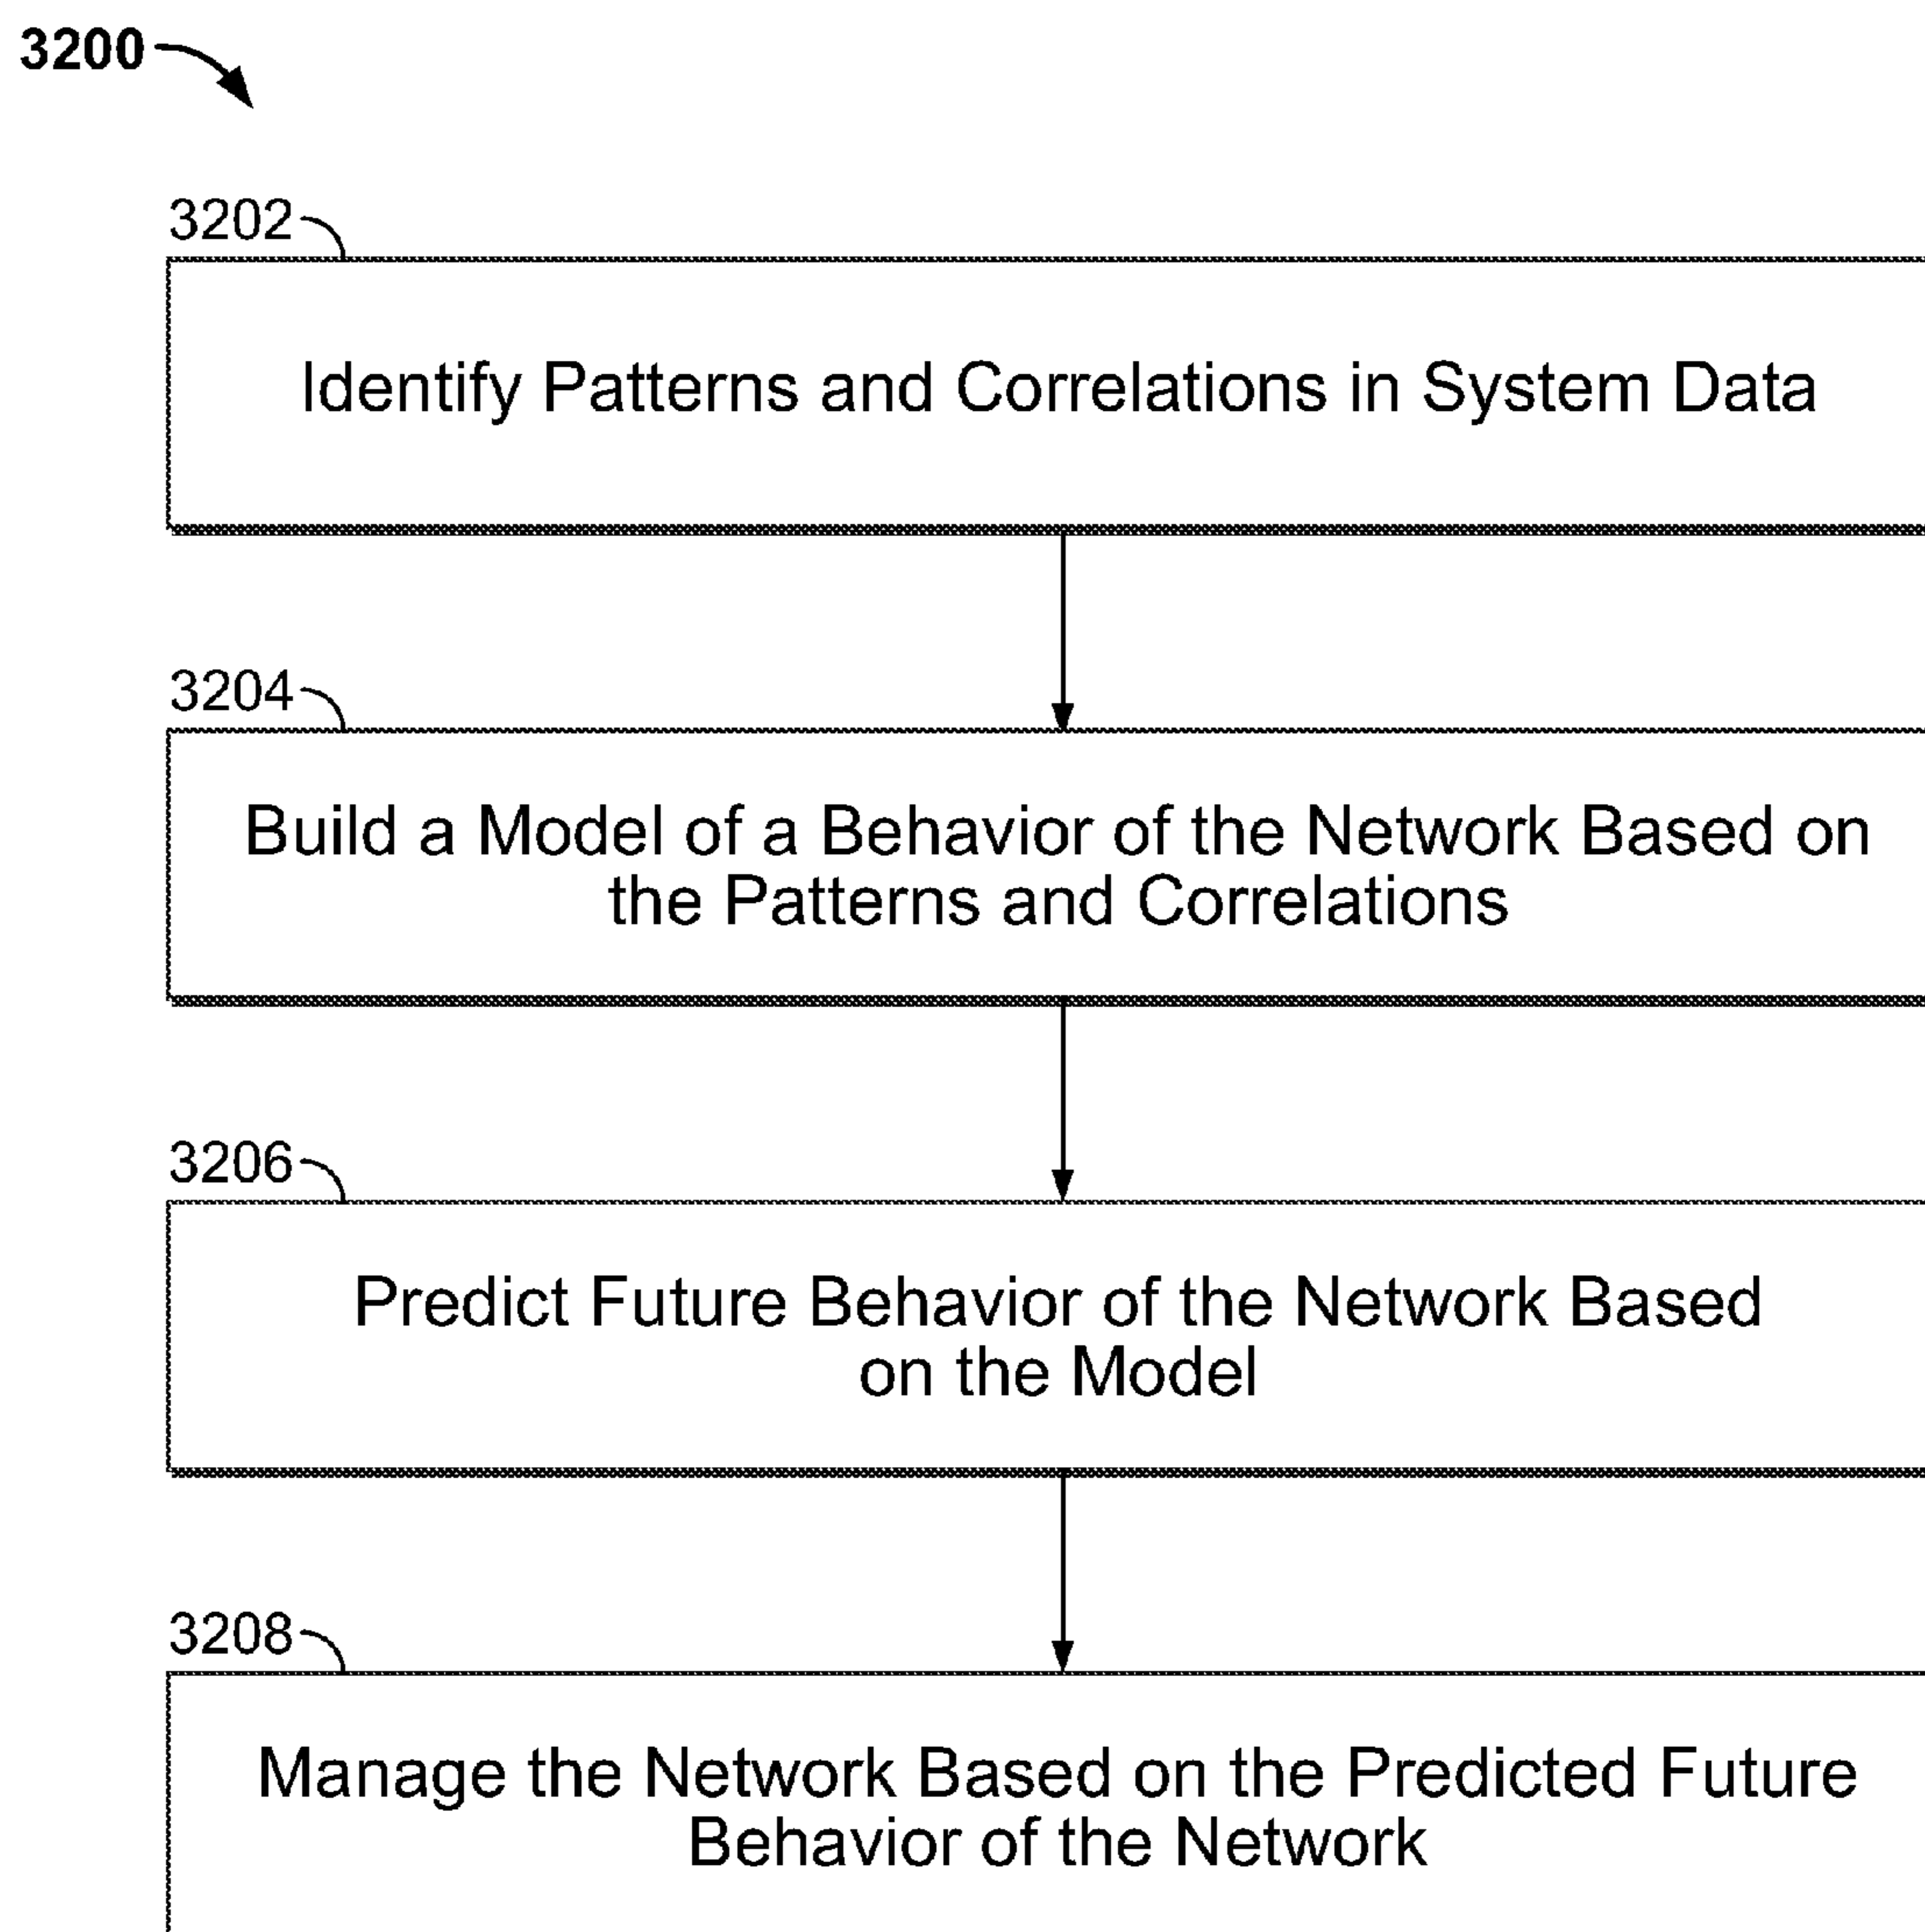 3200
3202
Identify Patterns and Correlations in System Data
3204
Build a Model of a Behavior of the Network Based on
the Patterns and Correlations
3206
Predict Future Behavior of the Network Based
on the Model
3208
Manage the Network Based on the Predicted Future
Behavior of the Network